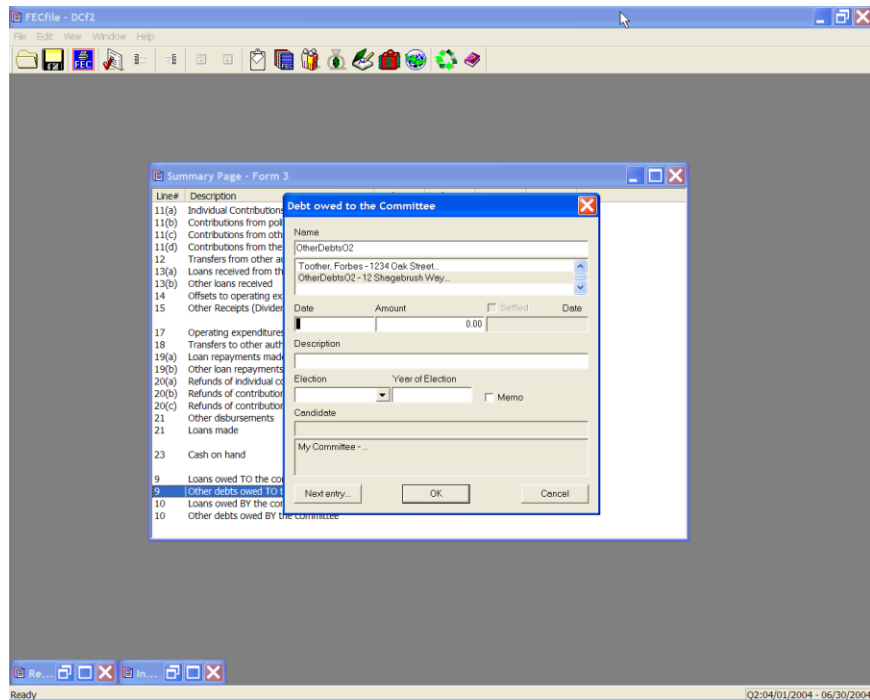 FECfile - DCf2
File Edit View Window Help
FEC
Summary Page - Form 3
Line# Description
11(a) Individual Contributions
11(b) Contributions from pol
11(c) Contributions from oth
11(d) Contributions from the
12 Transfers from other au
13(a) Loans received from th
13(b) Other loans received
14 Offsets to operating ex
15 Other Receipts (Divider
17 Operating expenditures
18 Transfers to other auth
19(a) Loan repayments mad
19(b) Other loan repayments
20(a) Refunds of individual co
20(b) Refunds of contribution
20(c) Refunds of contribution
21 Other disbursements
21 Loans made
23 Cash on hand
9 Loans owed TO the co
9 Other debts owed TO t
10 Loans owed BY the cor
10 Other debts owed BY the committee
Debt owed to the Committee
Name
OtherDebtsO2
Toother, Forbes - 1234 Oak Street...
OtherDebtsO2 - 12 Shagebrush Way...
Date Amount Settled Date
0.00
Description
Election Year of Election
Memo
Candidate
My Committee - ...
Next entry... OK Cancel
Re... In...
Ready Q2:04/01/2004 - 06/30/2004